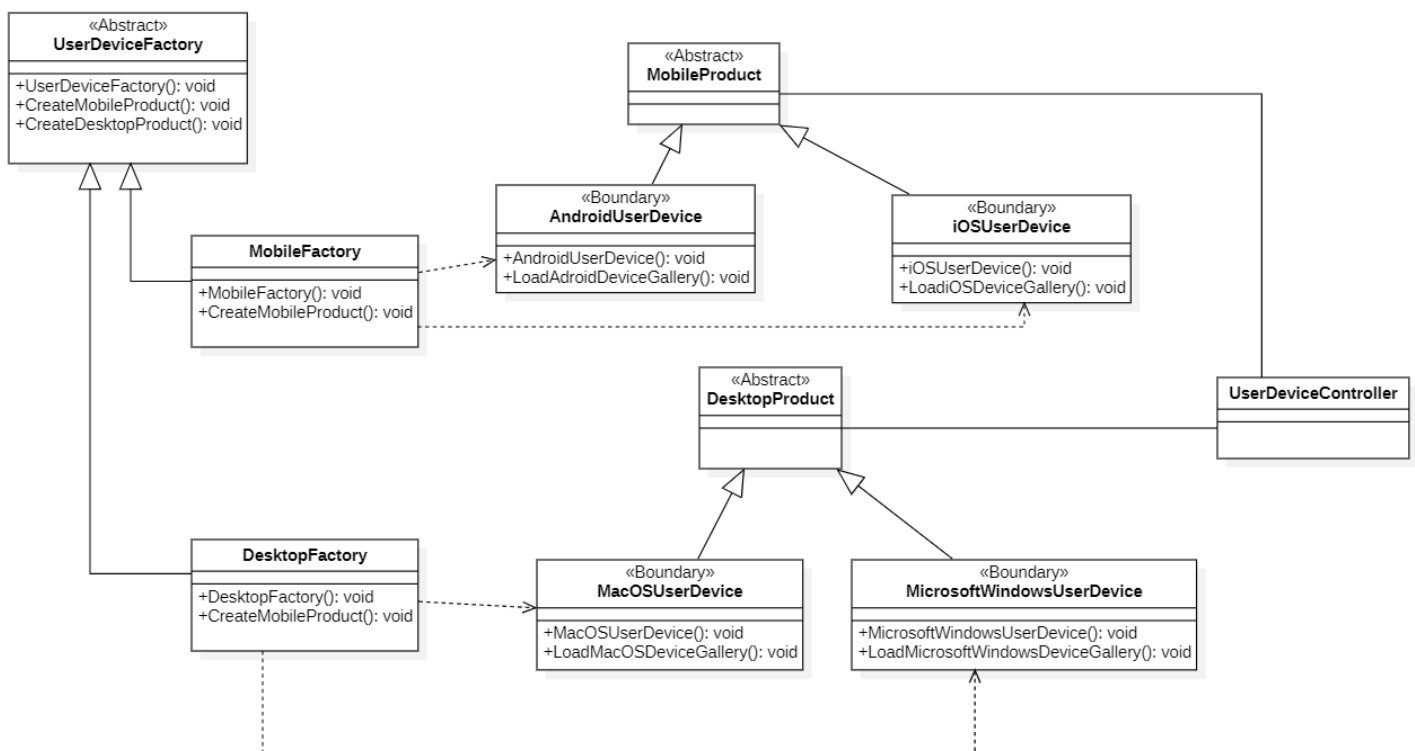 «Abstract»
UserDeviceFactory
+UserDeviceFactory(): void
+CreateMobileProduct(): void
+CreateDesktopProduct(): void
«Abstract»
MobileProduct
«Boundary»
AndroidUserDevice
+AndroidUserDevice(): void
+LoadAdroidDeviceGallery(): void
«Boundary»
iOSUserDevice
+iOSUserDevice(): void
+LoadiOSDeviceGallery(): void
MobileFactory
+MobileFactory(): void
+CreateMobileProduct(): void
«Abstract»
DesktopProduct
UserDeviceController
DesktopFactory
+DesktopFactory(): void
+CreateMobileProduct(): void
«Boundary»
MacOSUserDevice
+MacOSUserDevice(): void
+LoadMacOSDeviceGallery(): void
«Boundary»
MicrosoftWindowsUserDevice
+MicrosoftWindowsUserDevice(): void
+LoadMicrosoftWindowsDeviceGallery(): void